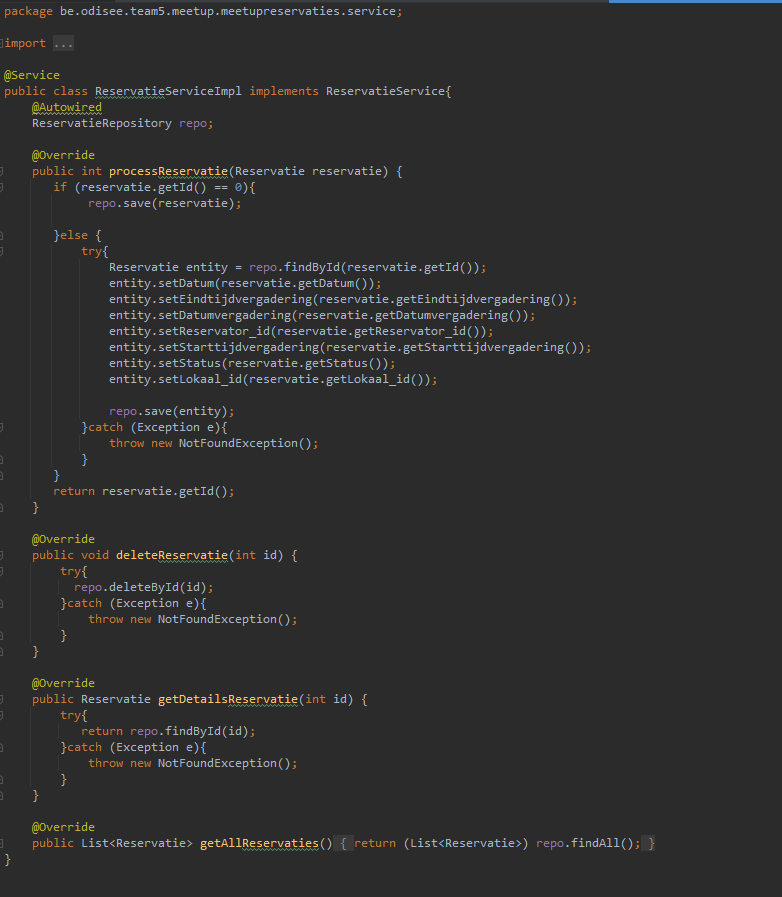 package be.odisee.team5.meetup.meetupreservaties.service;
import ...
@Service
public class ReservatieServiceImpl implements ReservatieService{
@Autowired
ReservatieRepository repo;
@Override
public int processReservatie(Reservatie reservatie) {
if (reservatie.getId() == 0){
repo.save(reservatie);
}else {
try{
Reservatie entity = repo.findById(reservatie.getId());
entity.setDatum(reservatie.getDatum());
entity.setEindtijdvergadering(reservatie.getEindtijdvergadering());
entity.setDatumvergadering(reservatie.getDatumvergadering());
entity.setReservator_id(reservatie.getReservator_id());
entity.setStarttijdvergadering(reservatie.getStarttijdvergadering());
entity.setStatus(reservatie.getStatus());
entity.setLokaal_id(reservatie.getLokaal_id());
repo.save(entity);
}catch (Exception e){
throw new NotFoundException();
}
}
return reservatie.getId();
}
@Override
public void deleteReservatie(int id) {
try{
repo.deleteById(id);
}catch (Exception e){
throw new NotFoundException();
}
}
@Override
public Reservatie getDetailsReservatie(int id) {
try{
return repo.findById(id);
}catch (Exception e){
throw new NotFoundException();
}
}
@Override
public List<Reservatie> getAllReservaties() { return (List<Reservatie>) repo.findAll(); }
}